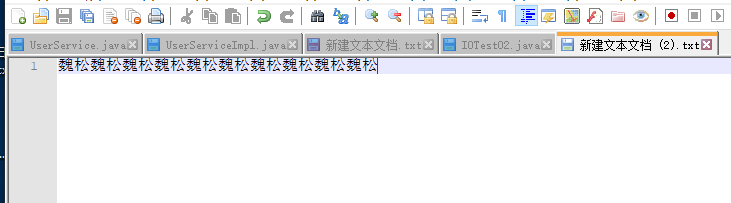 UserService.java
UserServiceImpl.java
新建文本文档.txt
IOTest02.java
新建文本文档 (2).txt
1
魏松魏松魏松魏松魏松魏松魏松魏松魏松魏松